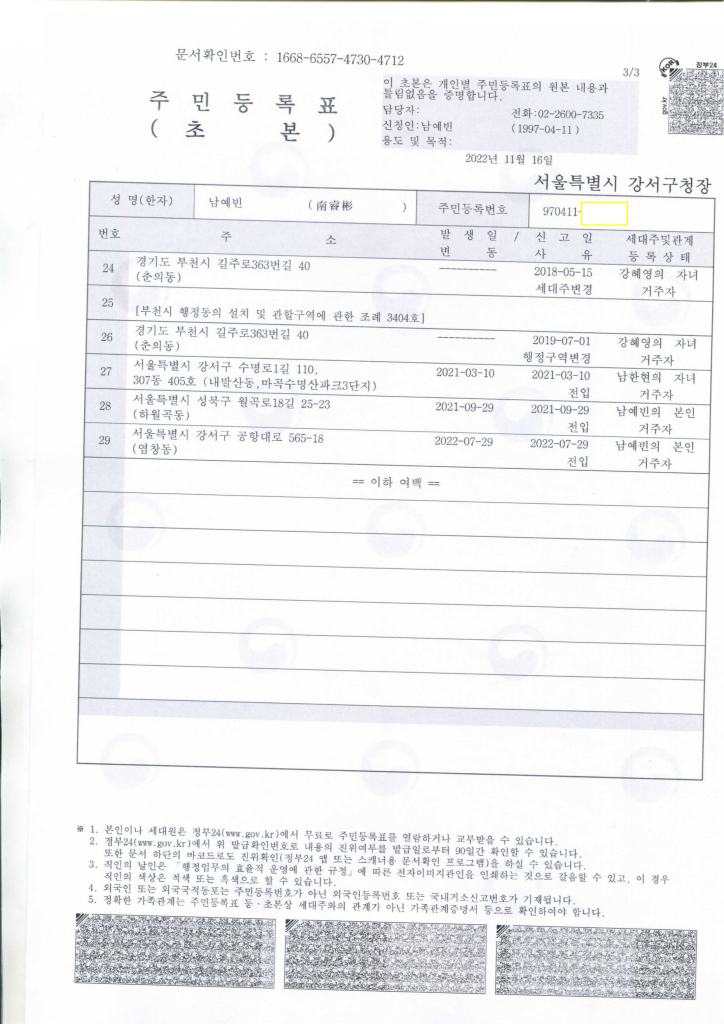 문서확인번호 : 1668-6557-4730-4712
3/3
정부24
주 민 등 록 표
( 초 본 )
이 초본은 개인별 주민등록표의 원본 내용과
틀림없음을 증명합니다.
담당자: 전화:02-2600-7335
신청인:남예빈 (1997-04-11)
용도 및 목적:
2022년 11월 16일
서울특별시 강서구청장
성 명(한자) 남예빈 (南睿彬 ) 주민등록번호 970411-
번호 주 소 발 생 일 / 신 고 일 세대주및관계
변 동 사 유 등 록 상 태
24 경기도 부천시 길주로363번길 40 ---------- 2018-05-15 강혜영의 자녀
(춘의동) 세대주변경 거주자
25
[부천시 행정동의 설치 및 관할구역에 관한 조례 3404호]
26 경기도 부천시 길주로363번길 40 ---------- 2019-07-01 강혜영의 자녀
(춘의동) 행정구역변경 거주자
27 서울특별시 강서구 수명로1길 110, 2021-03-10 2021-03-10 남한현의 자녀
307동 405호 (내발산동,마곡수명산파크3단지) 전입 거주자
28 서울특별시 성북구 월곡로18길 25-23 2021-09-29 2021-09-29 남예빈의 본인
(하월곡동) 전입 거주자
29 서울특별시 강서구 공항대로 565-18 2022-07-29 2022-07-29 남예빈의 본인
(염창동) 전입 거주자
== 이하 여백 ==
※ 1. 본인이나 세대원은 정부24(www.gov.kr)에서 무료로 주민등록표를 열람하거나 교부받을 수 있습니다.
2. 정부24(www.gov.kr)에서 위 발급확인번호로 내용의 진위여부를 발급일로부터 90일간 확인할 수 있습니다.
또한 문서 하단의 바코드로도 진위확인(정부24 앱 또는 스캐너용 문서확인 프로그램)을 하실 수 있습니다.
3. 직인의 날인은 「행정업무의 효율적 운영에 관한 규정」에 따른 전자이미지관인을 인쇄하는 것으로 갈음할 수 있고, 이 경우
직인의 색상은 적색 또는 흑색으로 할 수 있습니다.
4. 외국인 또는 외국국적동포는 주민등록번호가 아닌 외국인등록번호 또는 국내거소신고번호가 기재됩니다.
5. 정확한 가족관계는 주민등록표 등·초본상 세대주와의 관계가 아닌 가족관계증명서 등으로 확인하여야 합니다.